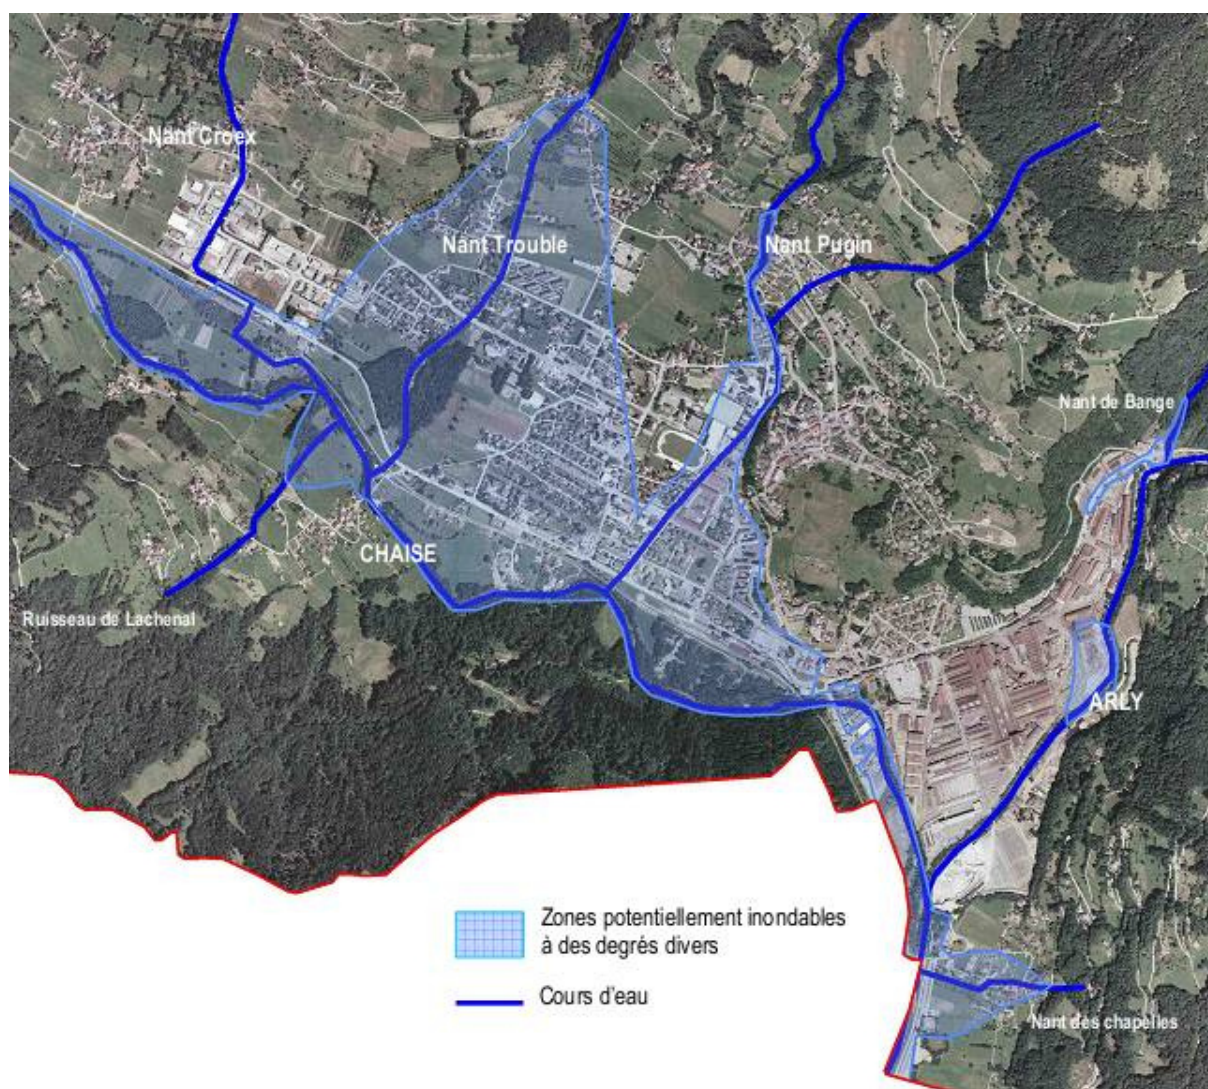 Nant Croex
Nant Trouble
Nant Pugin
Nant de Bange
CHAISE
Ruisseau de Lachenal
ARLY
Zones potentiellement inondables
à des degrés divers
Cours d'eau
Nant des chapelles